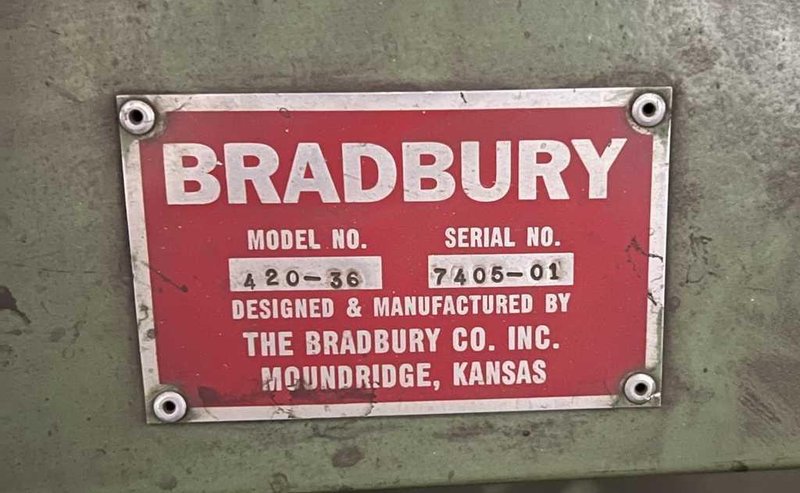 BRADBURY
MODEL NO. SERIAL NO.
420-36 7405-01
DESIGNED & MANUFACTURED BY
THE BRADBURY CO. INC.
MOUNDRIDGE, KANSAS